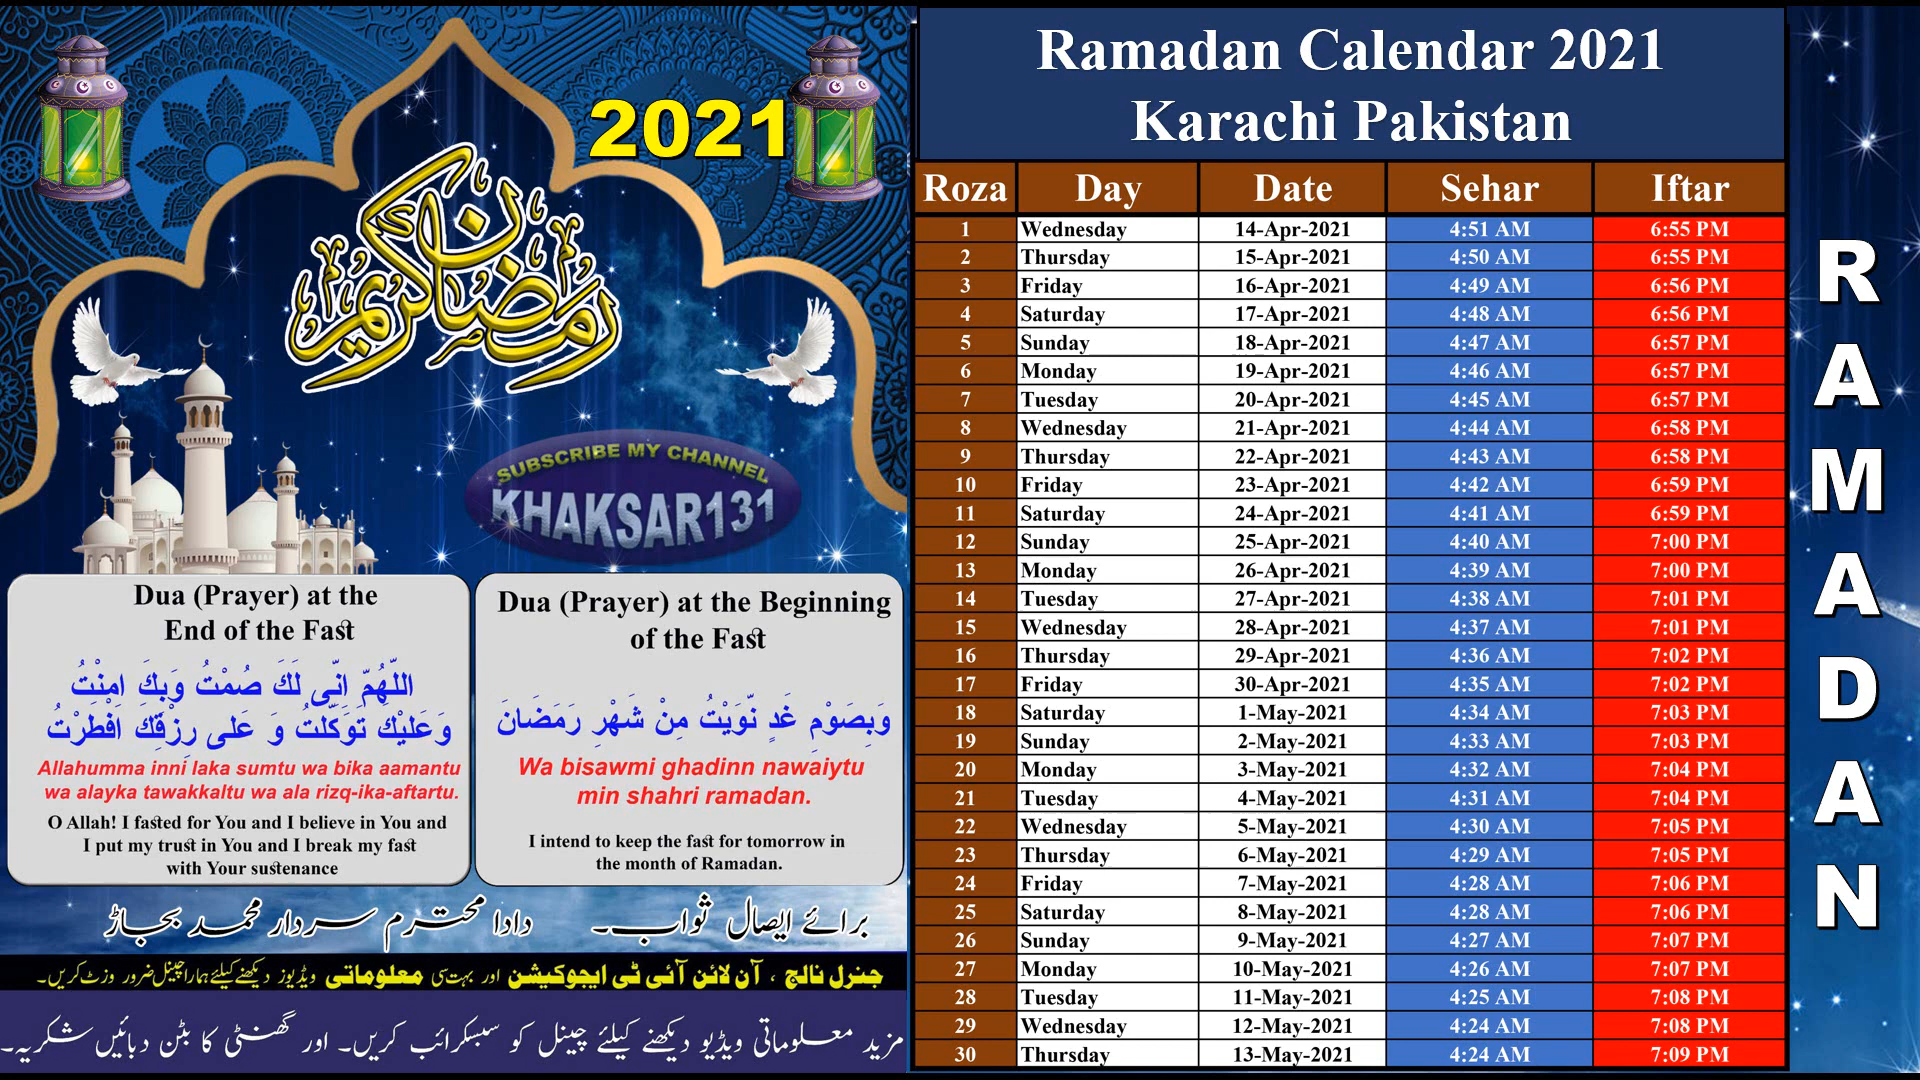 2021
رمضان كريم
SUBSCRIBE MY CHANNEL
KHAKSAR131
Dua (Prayer) at the
End of the Fast
اللَّهُمَّ اِنِّى لَكَ صُمْتُ وَبِكَ امِنْتُ
وَعَلَيْكَ تَوَكَّلْتُ وَ عَلَى رِزْقِكَ اَفْطَرْتُ
Allahumma inni laka sumtu wa bika aamantu
wa alayka tawakkaltu wa ala rizq-ika-aftartu.
O Allah! I fasted for You and I believe in You and
I put my trust in You and I break my fast
with Your sustenance
Dua (Prayer) at the Beginning
of the Fast
وَبِصَوْمِ غَدٍ نَّوَيْتُ مِنْ شَهْرِ رَمَضَانَ
Wa bisawmi ghadinn nawaiytu
min shahri ramadan.
I intend to keep the fast for tomorrow in
the month of Ramadan.
برائے ایصال ثواب۔ دادا محترم سردار محمد بجاڑ
جنرل نالج ، آن لائن آئی ٹی ایجوکیشن اور بہت سی معلوماتی ویڈیوز دیکھنے کیلئے ہمارا چینل ضرور وزٹ کریں۔
مزید معلوماتی ویڈیو دیکھنے کیلئے چینل کو سبسکرائب کریں۔ اور گھنٹی کا بٹن دبائیں شکریہ۔
Ramadan Calendar 2021
Karachi Pakistan
Roza Day Date Sehar Iftar
1 Wednesday 14-Apr-2021 4:51 AM 6:55 PM
2 Thursday 15-Apr-2021 4:50 AM 6:55 PM
3 Friday 16-Apr-2021 4:49 AM 6:56 PM
4 Saturday 17-Apr-2021 4:48 AM 6:56 PM
5 Sunday 18-Apr-2021 4:47 AM 6:57 PM
6 Monday 19-Apr-2021 4:46 AM 6:57 PM
7 Tuesday 20-Apr-2021 4:45 AM 6:57 PM
8 Wednesday 21-Apr-2021 4:44 AM 6:58 PM
9 Thursday 22-Apr-2021 4:43 AM 6:58 PM
10 Friday 23-Apr-2021 4:42 AM 6:59 PM
11 Saturday 24-Apr-2021 4:41 AM 6:59 PM
12 Sunday 25-Apr-2021 4:40 AM 7:00 PM
13 Monday 26-Apr-2021 4:39 AM 7:00 PM
14 Tuesday 27-Apr-2021 4:38 AM 7:01 PM
15 Wednesday 28-Apr-2021 4:37 AM 7:01 PM
16 Thursday 29-Apr-2021 4:36 AM 7:02 PM
17 Friday 30-Apr-2021 4:35 AM 7:02 PM
18 Saturday 1-May-2021 4:34 AM 7:03 PM
19 Sunday 2-May-2021 4:33 AM 7:03 PM
20 Monday 3-May-2021 4:32 AM 7:04 PM
21 Tuesday 4-May-2021 4:31 AM 7:04 PM
22 Wednesday 5-May-2021 4:30 AM 7:05 PM
23 Thursday 6-May-2021 4:29 AM 7:05 PM
24 Friday 7-May-2021 4:28 AM 7:06 PM
25 Saturday 8-May-2021 4:28 AM 7:06 PM
26 Sunday 9-May-2021 4:27 AM 7:07 PM
27 Monday 10-May-2021 4:26 AM 7:07 PM
28 Tuesday 11-May-2021 4:25 AM 7:08 PM
29 Wednesday 12-May-2021 4:24 AM 7:08 PM
30 Thursday 13-May-2021 4:24 AM 7:09 PM
RAMADAN